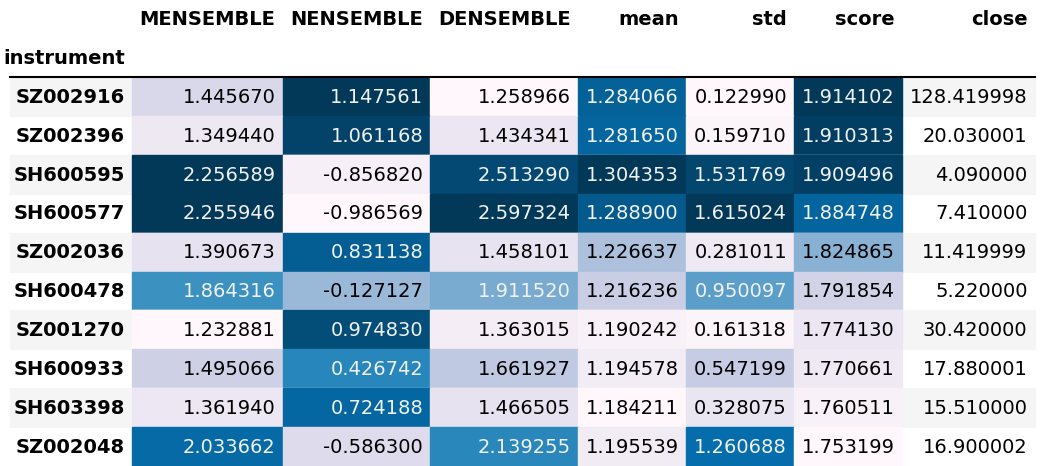 MENSEMBLE NENSEMBLE DENSEMBLE mean std score close
instrument
SZ002916 1.445670 1.147561 1.258966 1.284066 0.122990 1.914102 128.419998
SZ002396 1.349440 1.061168 1.434341 1.281650 0.159710 1.910313 20.030001
SH600595 2.256589 -0.856820 2.513290 1.304353 1.531769 1.909496 4.090000
SH600577 2.255946 -0.986569 2.597324 1.288900 1.615024 1.884748 7.410000
SZ002036 1.390673 0.831138 1.458101 1.226637 0.281011 1.824865 11.419999
SH600478 1.864316 -0.127127 1.911520 1.216236 0.950097 1.791854 5.220000
SZ001270 1.232881 0.974830 1.363015 1.190242 0.161318 1.774130 30.420000
SH600933 1.495066 0.426742 1.661927 1.194578 0.547199 1.770661 17.880001
SH603398 1.361940 0.724188 1.466505 1.184211 0.328075 1.760511 15.510000
SZ002048 2.033662 -0.586300 2.139255 1.195539 1.260688 1.753199 16.900002